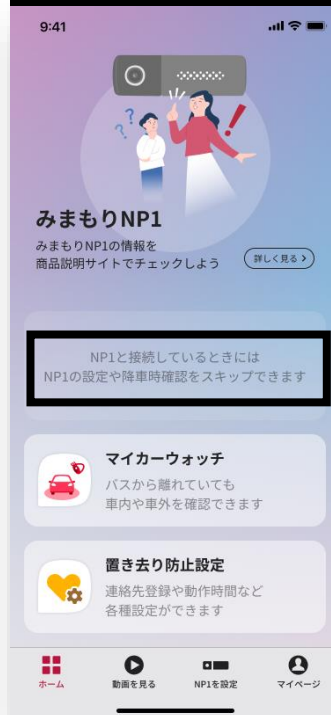 9:41
みまもりNP1
みまもりNP1の情報を
商品説明サイトでチェックしよう
詳しく見る >
NP1と接続しているときには
NP1の設定や降車時確認をスキップできます
マイカーウォッチ
バスから離れていても
車内や車外を確認できます
置き去り防止設定
連絡先登録や動作時間など
各種設定ができます
ホーム
動画を見る
NP1を設定
マイページ